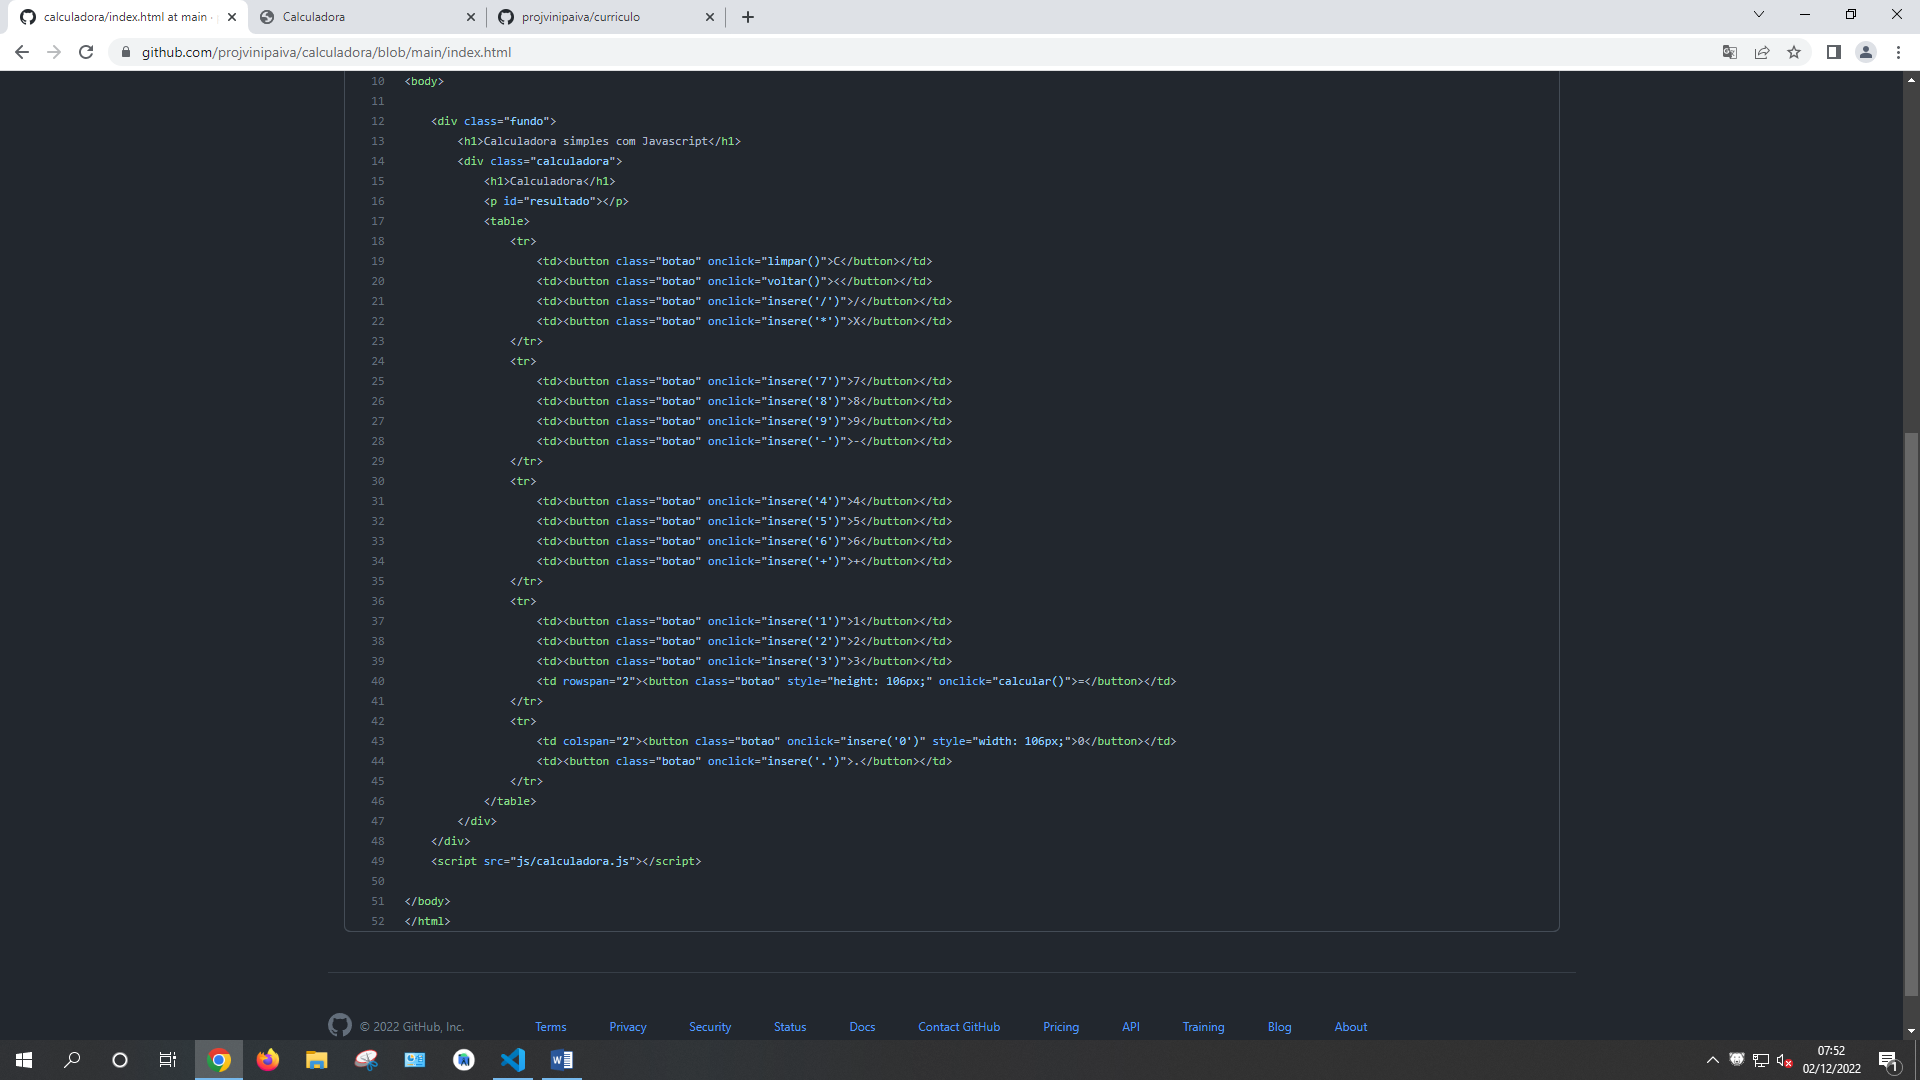 calculadora/index.html at main ·
Calculadora
projvinipaiva/curriculo
github.com/projvinipaiva/calculadora/blob/main/index.html
10 <body>
11
12 <div class="fundo">
13 <h1>Calculadora simples com Javascript</h1>
14 <div class="calculadora">
15 <h1>Calculadora</h1>
16 <p id="resultado"></p>
17 <table>
18 <tr>
19 <td><button class="botao" onclick="limpar()">C</button></td>
20 <td><button class="botao" onclick="voltar()"><</button></td>
21 <td><button class="botao" onclick="insere('/')">/</button></td>
22 <td><button class="botao" onclick="insere('*')">X</button></td>
23 </tr>
24 <tr>
25 <td><button class="botao" onclick="insere('7')">7</button></td>
26 <td><button class="botao" onclick="insere('8')">8</button></td>
27 <td><button class="botao" onclick="insere('9')">9</button></td>
28 <td><button class="botao" onclick="insere('-')">-</button></td>
29 </tr>
30 <tr>
31 <td><button class="botao" onclick="insere('4')">4</button></td>
32 <td><button class="botao" onclick="insere('5')">5</button></td>
33 <td><button class="botao" onclick="insere('6')">6</button></td>
34 <td><button class="botao" onclick="insere('+')">+</button></td>
35 </tr>
36 <tr>
37 <td><button class="botao" onclick="insere('1')">1</button></td>
38 <td><button class="botao" onclick="insere('2')">2</button></td>
39 <td><button class="botao" onclick="insere('3')">3</button></td>
40 <td rowspan="2"><button class="botao" style="height: 106px;" onclick="calcular()">=</button></td>
41 </tr>
42 <tr>
43 <td colspan="2"><button class="botao" onclick="insere('0')" style="width: 106px;">0</button></td>
44 <td><button class="botao" onclick="insere('.')">.</button></td>
45 </tr>
46 </table>
47 </div>
48 </div>
49 <script src="js/calculadora.js"></script>
50
51 </body>
52 </html>
© 2022 GitHub, Inc. Terms Privacy Security Status Docs Contact GitHub Pricing API Training Blog About
07:52
02/12/2022
1